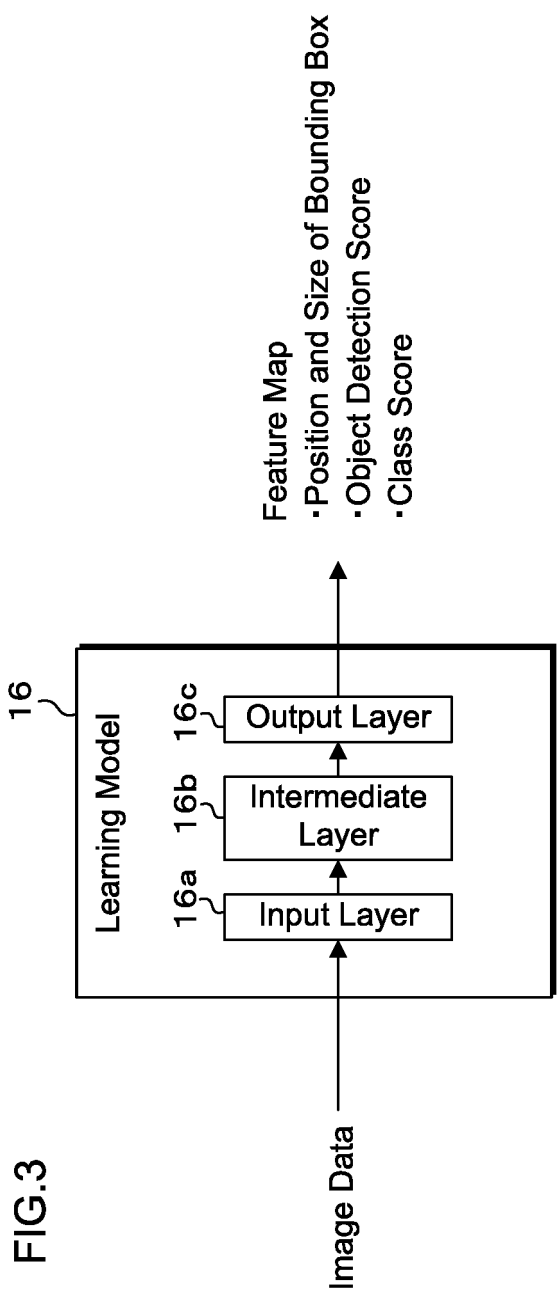 FIG.3
16
Learning Model
16a
16b
16c
Image Data
Input Layer
Intermediate
Layer
Output Layer
Feature Map
・Position and Size of Bounding Box
・Object Detection Score
・Class Score